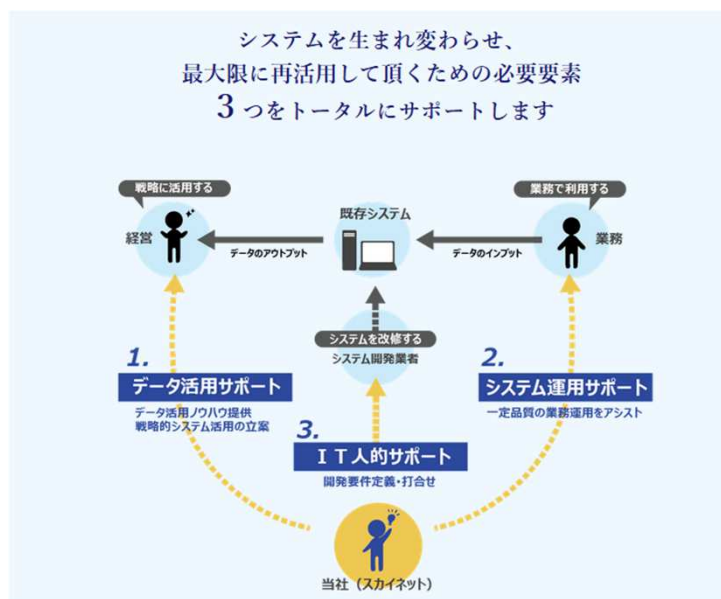 システムを生まれ変わらせ、
最大限に再活用して頂くための必要要素
3つをトータルにサポートします
戦略に活用する
経営
データのアウトプット
既存システム
データのインプット
業務で利用する
業務
システムを改修する
システム開発業者
1.
データ活用サポート
データ活用ノウハウ提供
戦略的システム活用の立案
2.
システム運用サポート
一定品質の業務運用をアシスト
3.
ＩＴ人的サポート
開発要件定義・打合せ
当社（スカイネット）